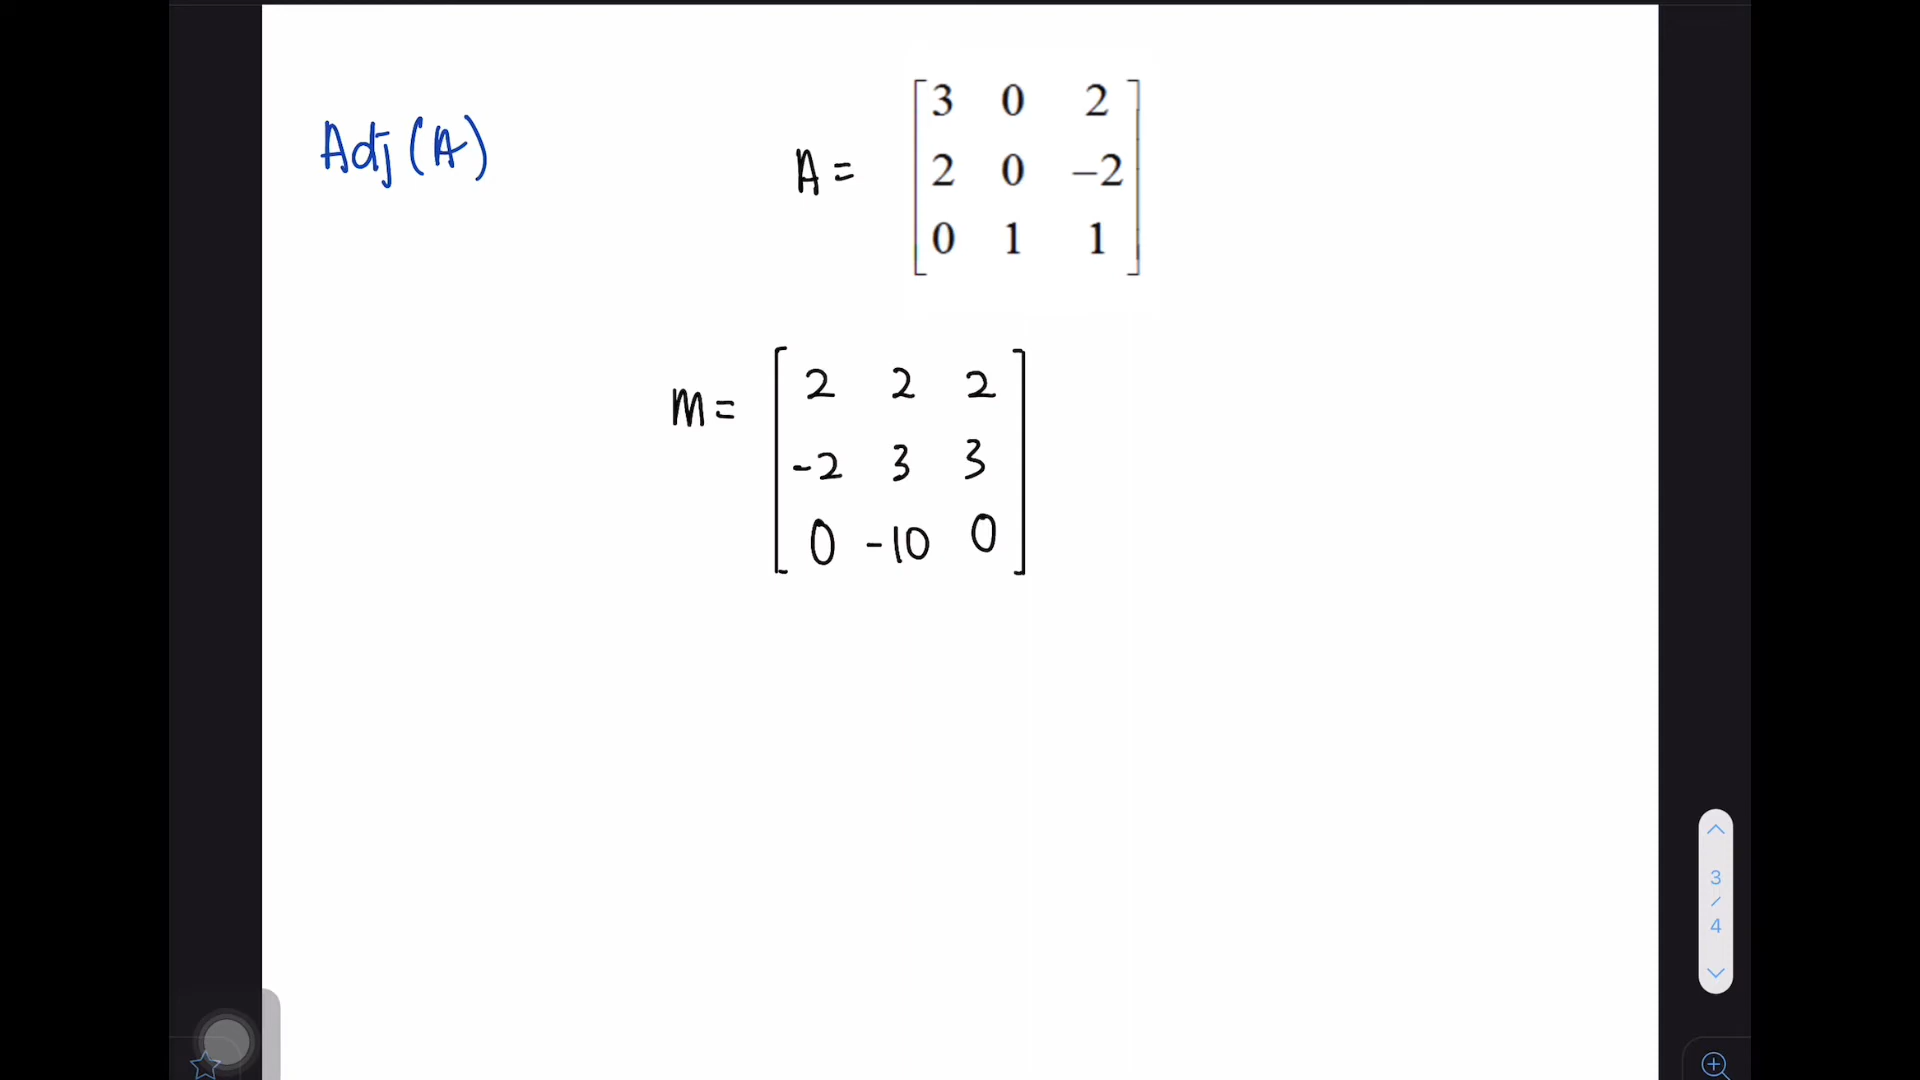 Adj (A)
A =
3 0 2
2 0 −2
0 1 1
m =
2 2 2
-2 3 3
0 -10 0
3
/
4